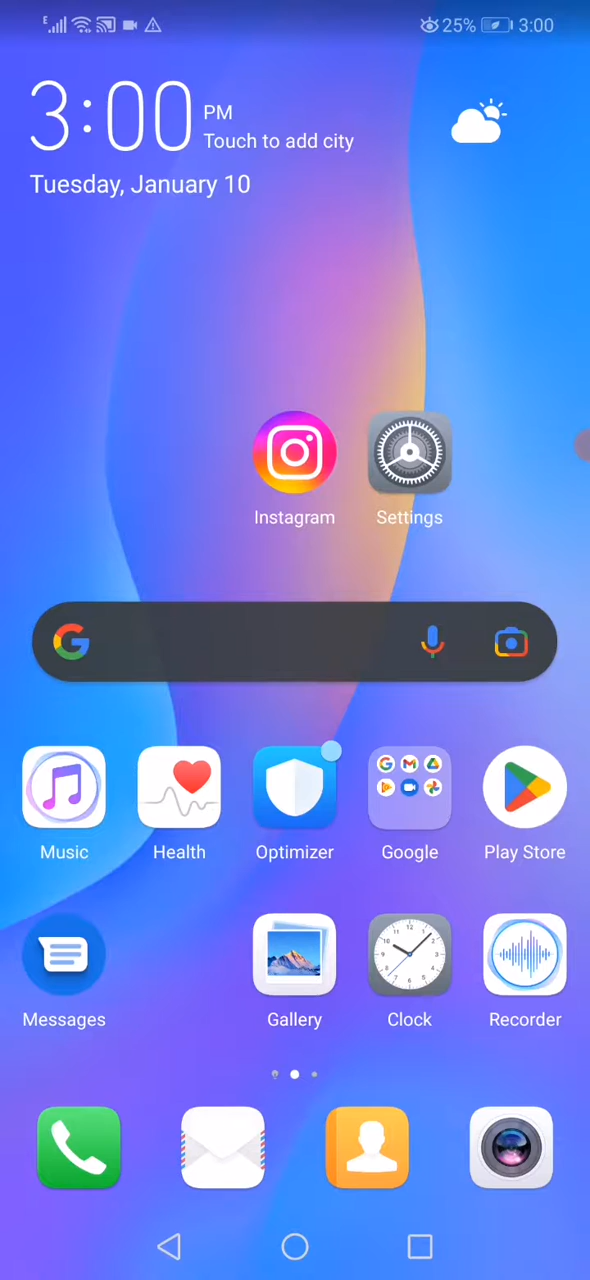 E 25% 3:00
3:00 PM
Touch to add city
Tuesday, January 10
Instagram Settings
Music Health Optimizer Google Play Store
Messages Gallery Clock Recorder